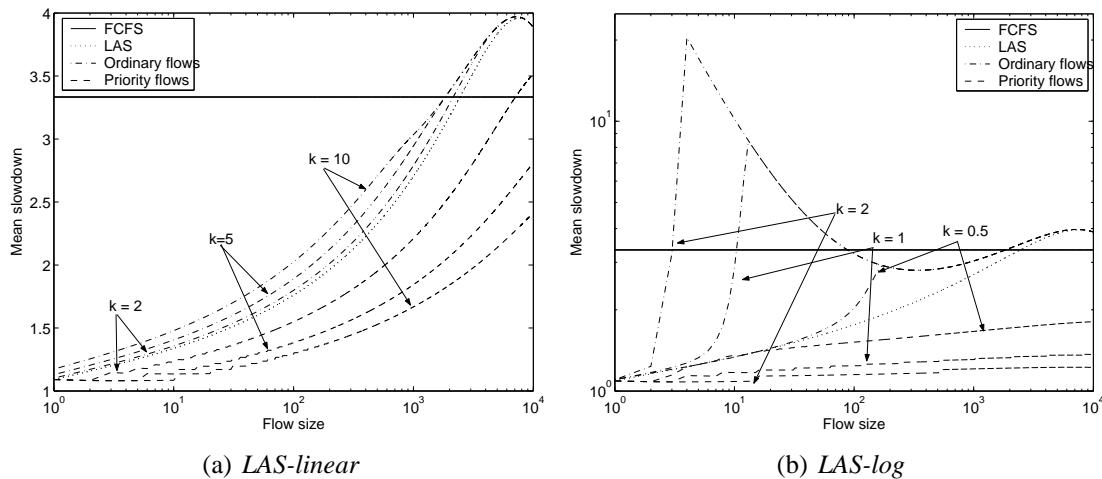 4
3.5
3
2.5
2
1.5
1
Mean slowdown
FCFS
LAS
Ordinary flows
Priority flows
k = 10
k=5
k = 2
10^0
10^1
10^2
10^3
10^4
Flow size
(a) LAS-linear
10^1
10^0
Mean slowdown
FCFS
LAS
Ordinary flows
Priority flows
k = 2
k = 1
k = 0.5
10^0
10^1
10^2
10^3
10^4
Flow size
(b) LAS-log